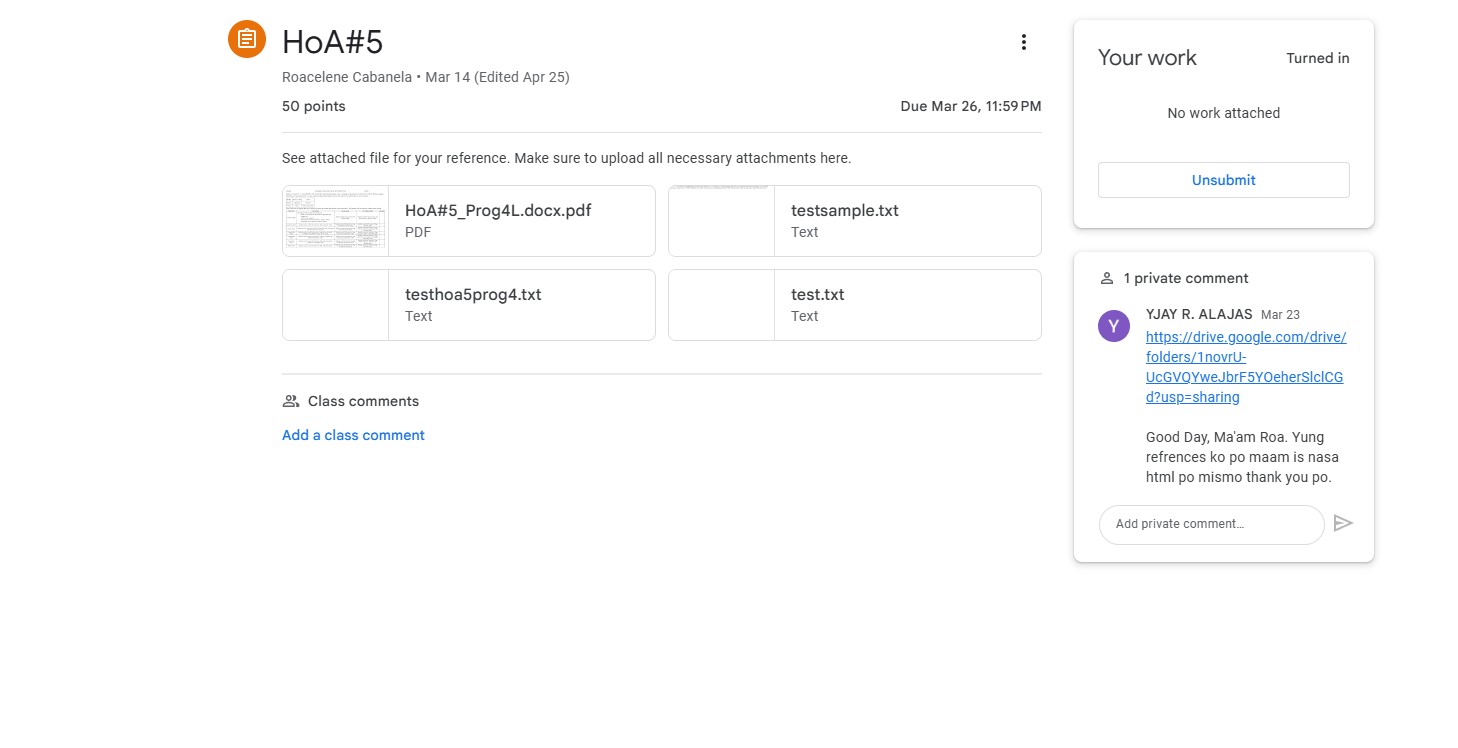 HoA#5
Roacelene Cabanela • Mar 14 (Edited Apr 25)
50 points
Due Mar 26, 11:59 PM
See attached file for your reference. Make sure to upload all necessary attachments here.
HoA#5_Prog4L.docx.pdf
PDF
testsample.txt
Text
testhoa5prog4.txt
Text
test.txt
Text
Class comments
Add a class comment
Your work
Turned in
No work attached
Unsubmit
1 private comment
Y
YJAY R. ALAJAS Mar 23
https://drive.google.com/drive/
folders/1novrU-
UcGVQYweJbrF5YOeherSlclCG
d?usp=sharing
Good Day, Ma'am Roa. Yung
refrences ko po maam is nasa
html po mismo thank you po.
Add private comment…